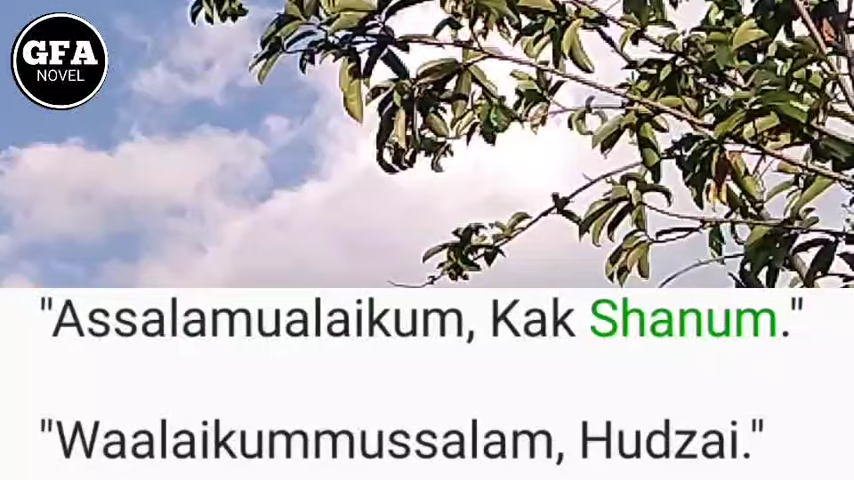 GFA
NOVEL
"Assalamualaikum, Kak Shanum."
"Waalaikummussalam, Hudzai."